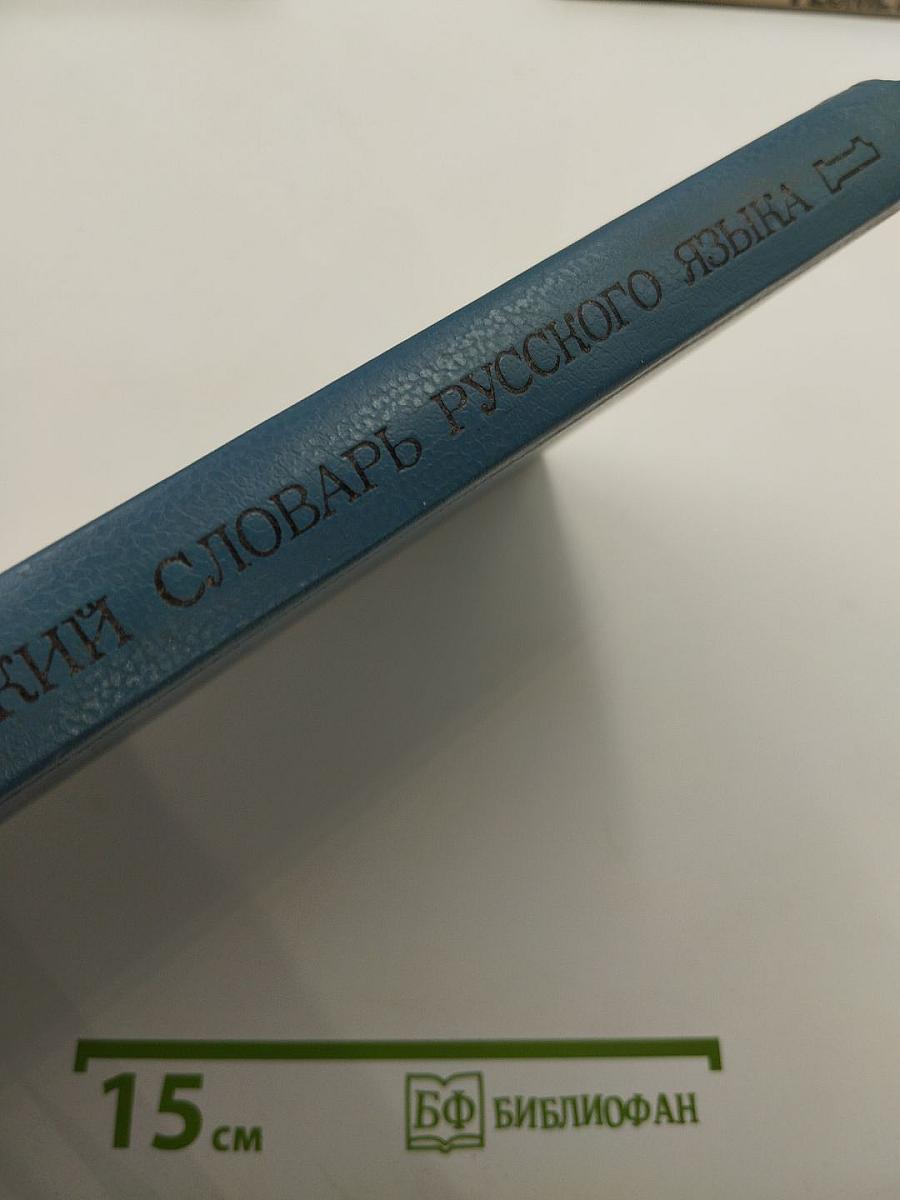 КИЙ СЛОВАРЬ РУССКОГО ЯЗЫКА 1
15 см
БФ БИБЛИОФАН